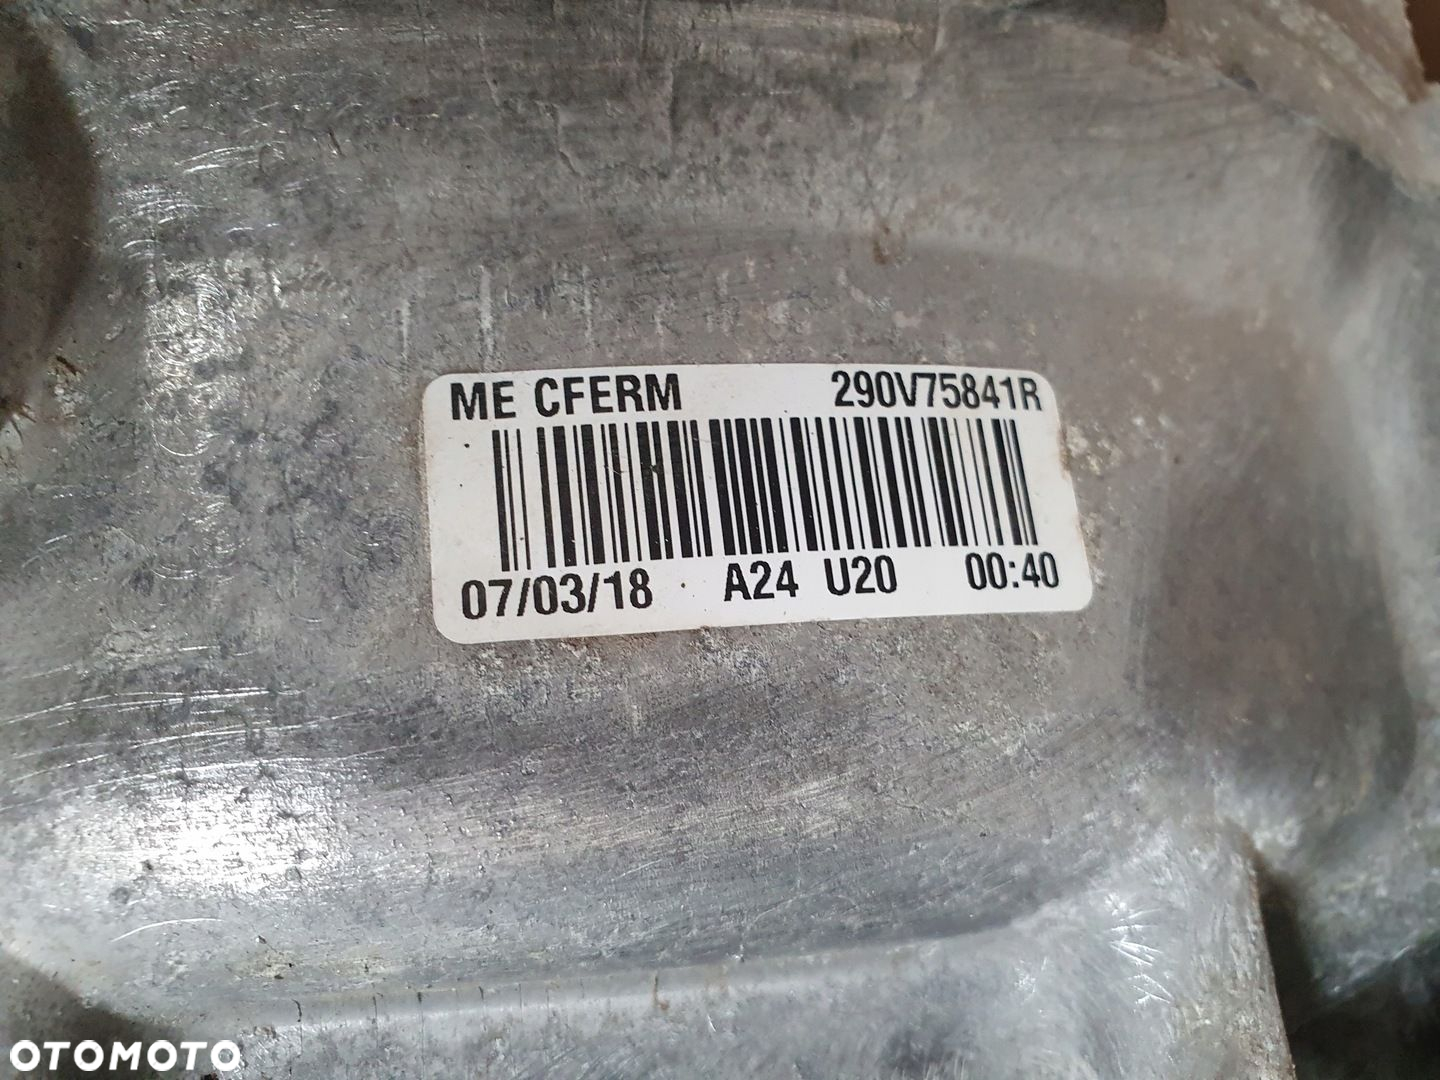 ME CFERM 290V75841R
07/03/18 A24 U20 00:40
OTOMOTO